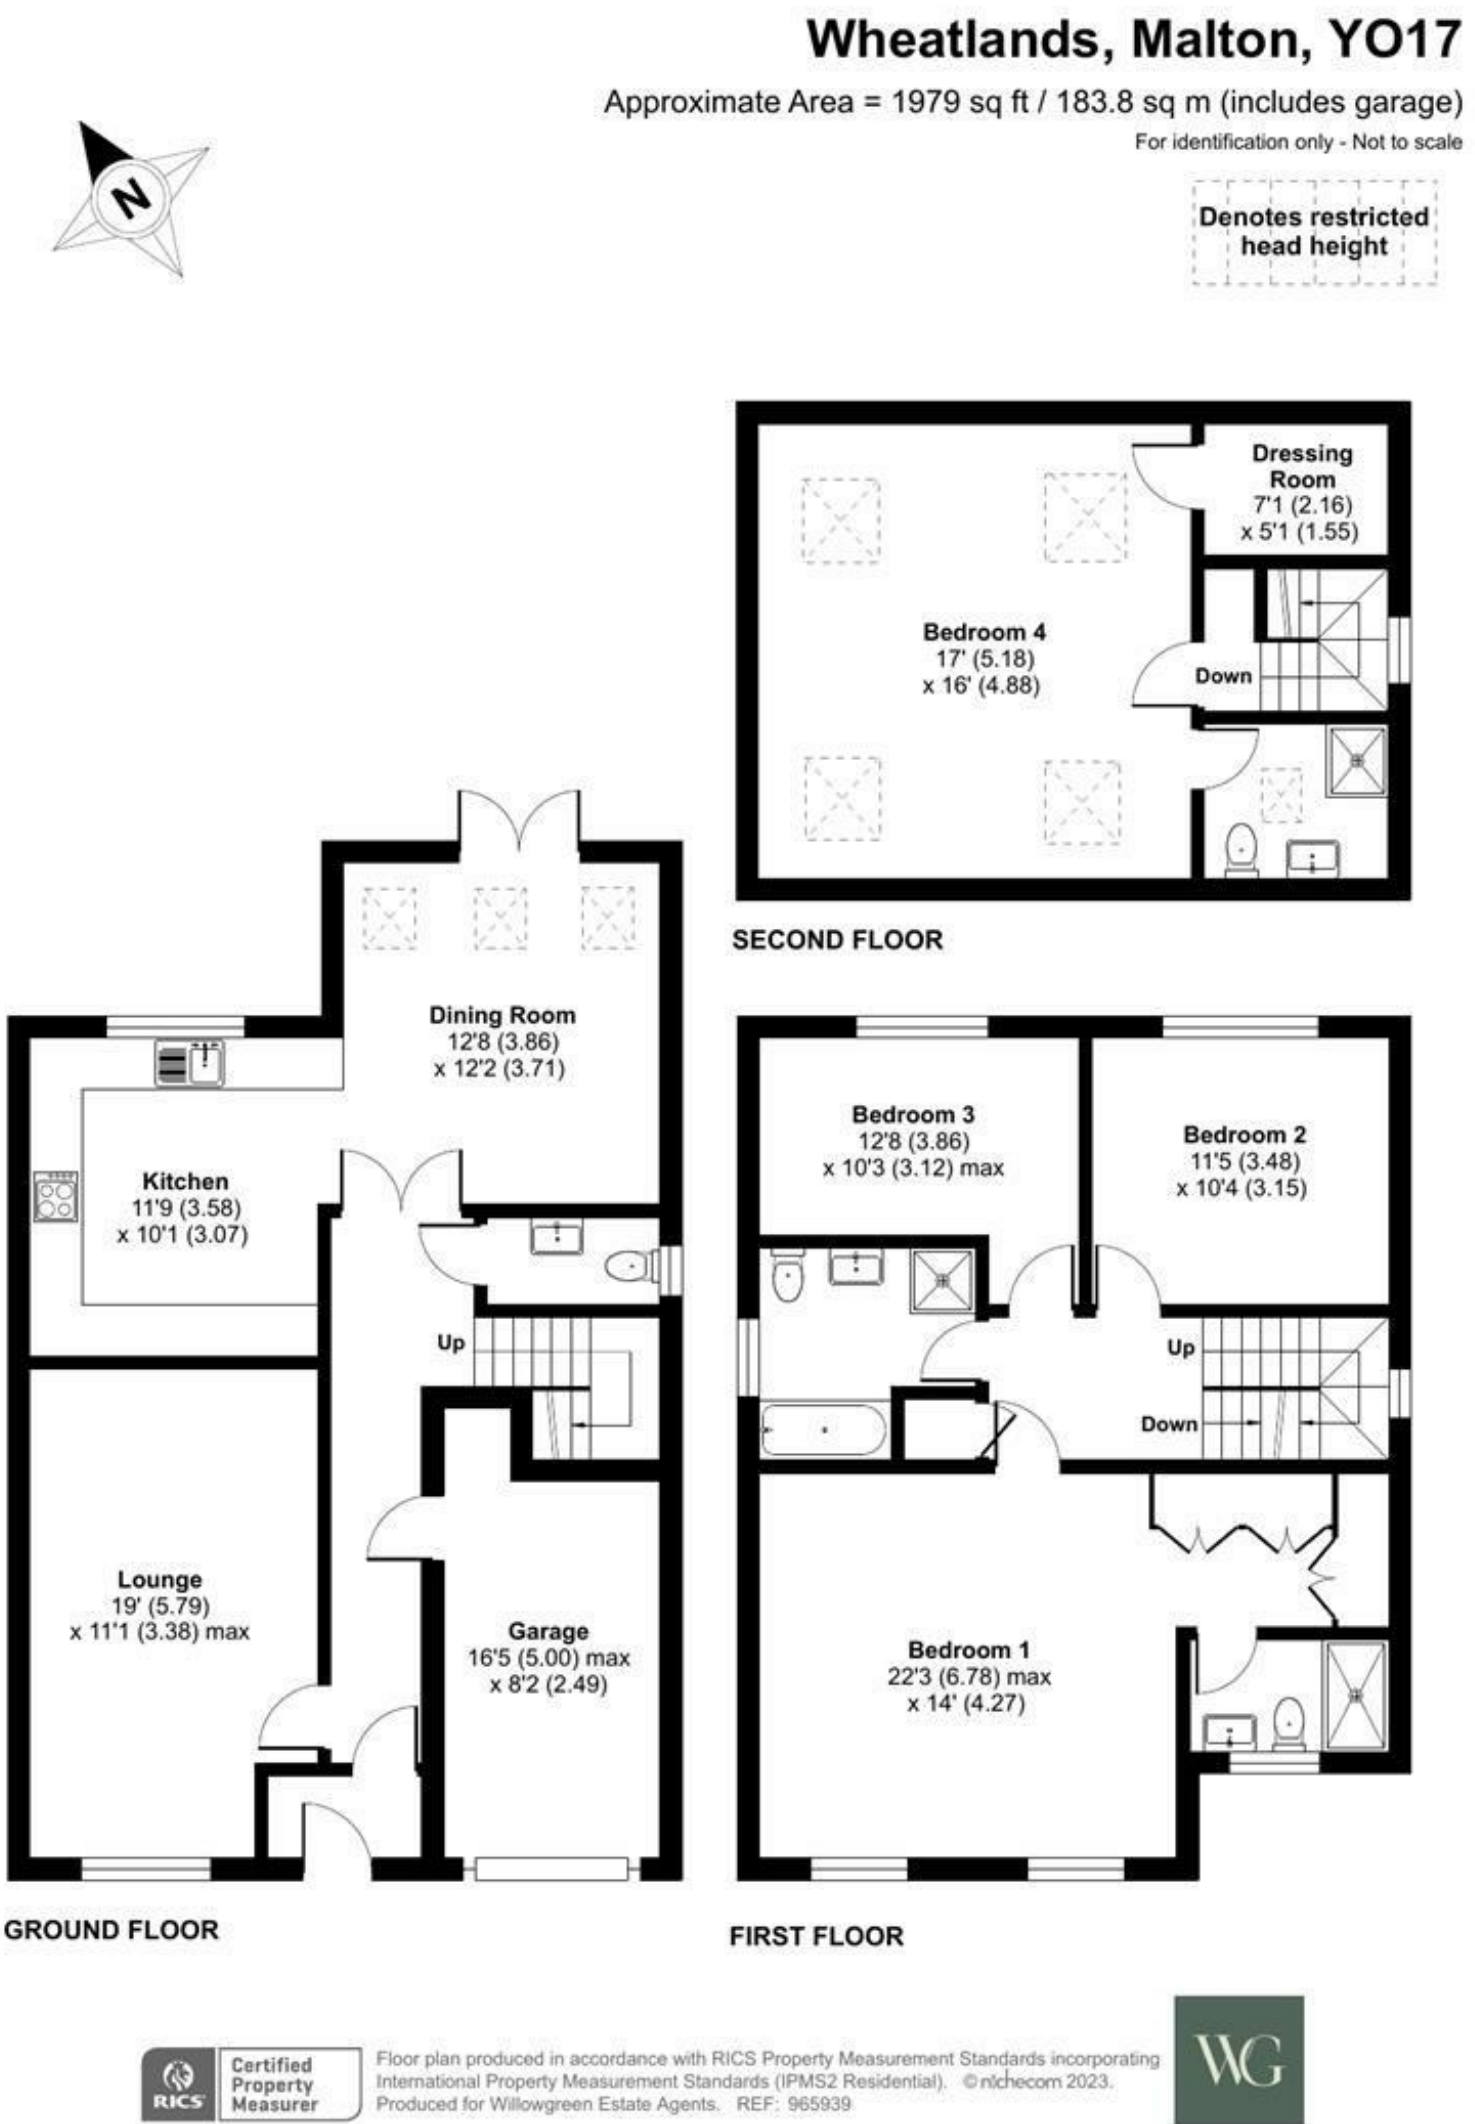 Wheatlands, Malton, YO17
Approximate Area = 1979 sq ft / 183.8 sq m (includes garage)
For identification only - Not to scale
N
Denotes restricted
head height
Dressing
Room
7'1 (2.16)
x 5'1 (1.55)
Bedroom 4
17' (5.18)
x 16' (4.88)
Down
SECOND FLOOR
Dining Room
12'8 (3.86)
x 12'2 (3.71)
Kitchen
11'9 (3.58)
x 10'1 (3.07)
Up
Lounge
19' (5.79)
x 11'1 (3.38) max
Garage
16'5 (5.00) max
x 8'2 (2.49)
GROUND FLOOR
Bedroom 3
12'8 (3.86)
x 10'3 (3.12) max
Bedroom 2
11'5 (3.48)
x 10'4 (3.15)
Up
Down
Bedroom 1
22'3 (6.78) max
x 14' (4.27)
FIRST FLOOR
RICS
Certified
Property
Measurer
Floor plan produced in accordance with RICS Property Measurement Standards incorporating
International Property Measurement Standards (IPMS2 Residential). © nichecom 2023.
Produced for Willowgreen Estate Agents. REF: 965939
WG